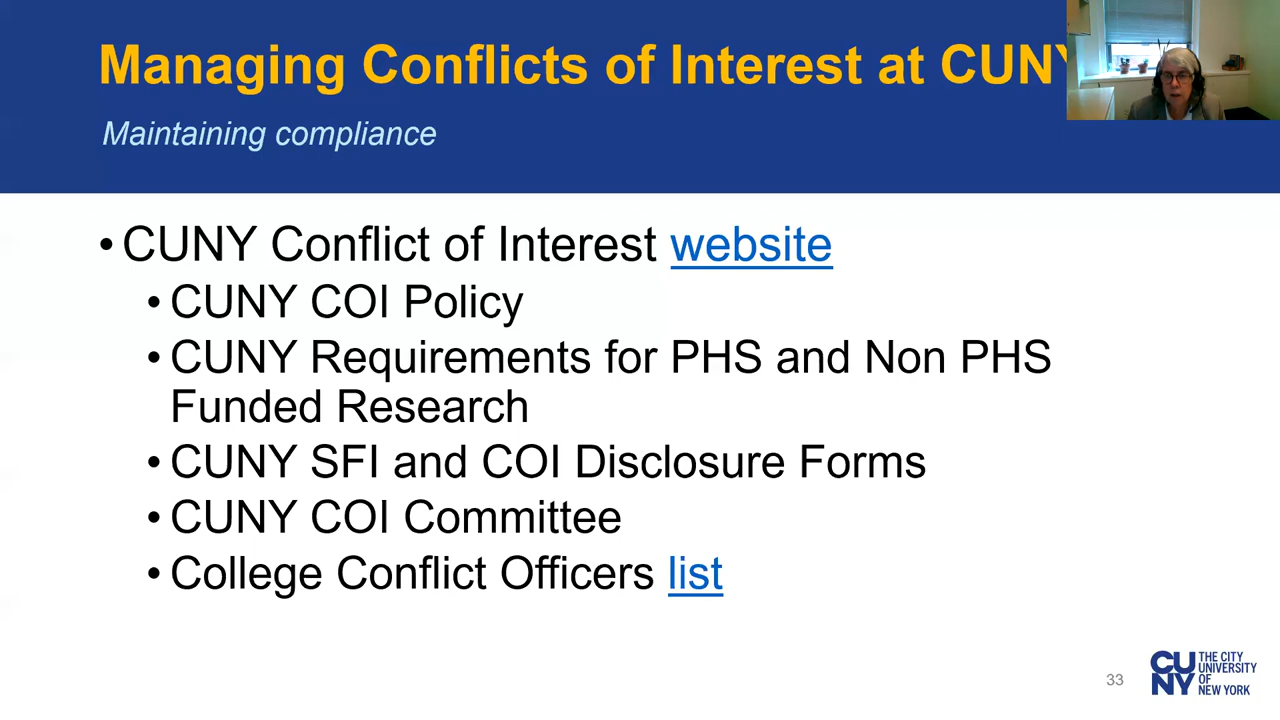 Managing Conflicts of Interest at CUNY
Maintaining compliance
• CUNY Conflict of Interest website
• CUNY COI Policy
• CUNY Requirements for PHS and Non PHS
Funded Research
• CUNY SFI and COI Disclosure Forms
• CUNY COI Committee
• College Conflict Officers list
33
CU
NY
THE CITY
UNIVERSITY
OF
NEW YORK